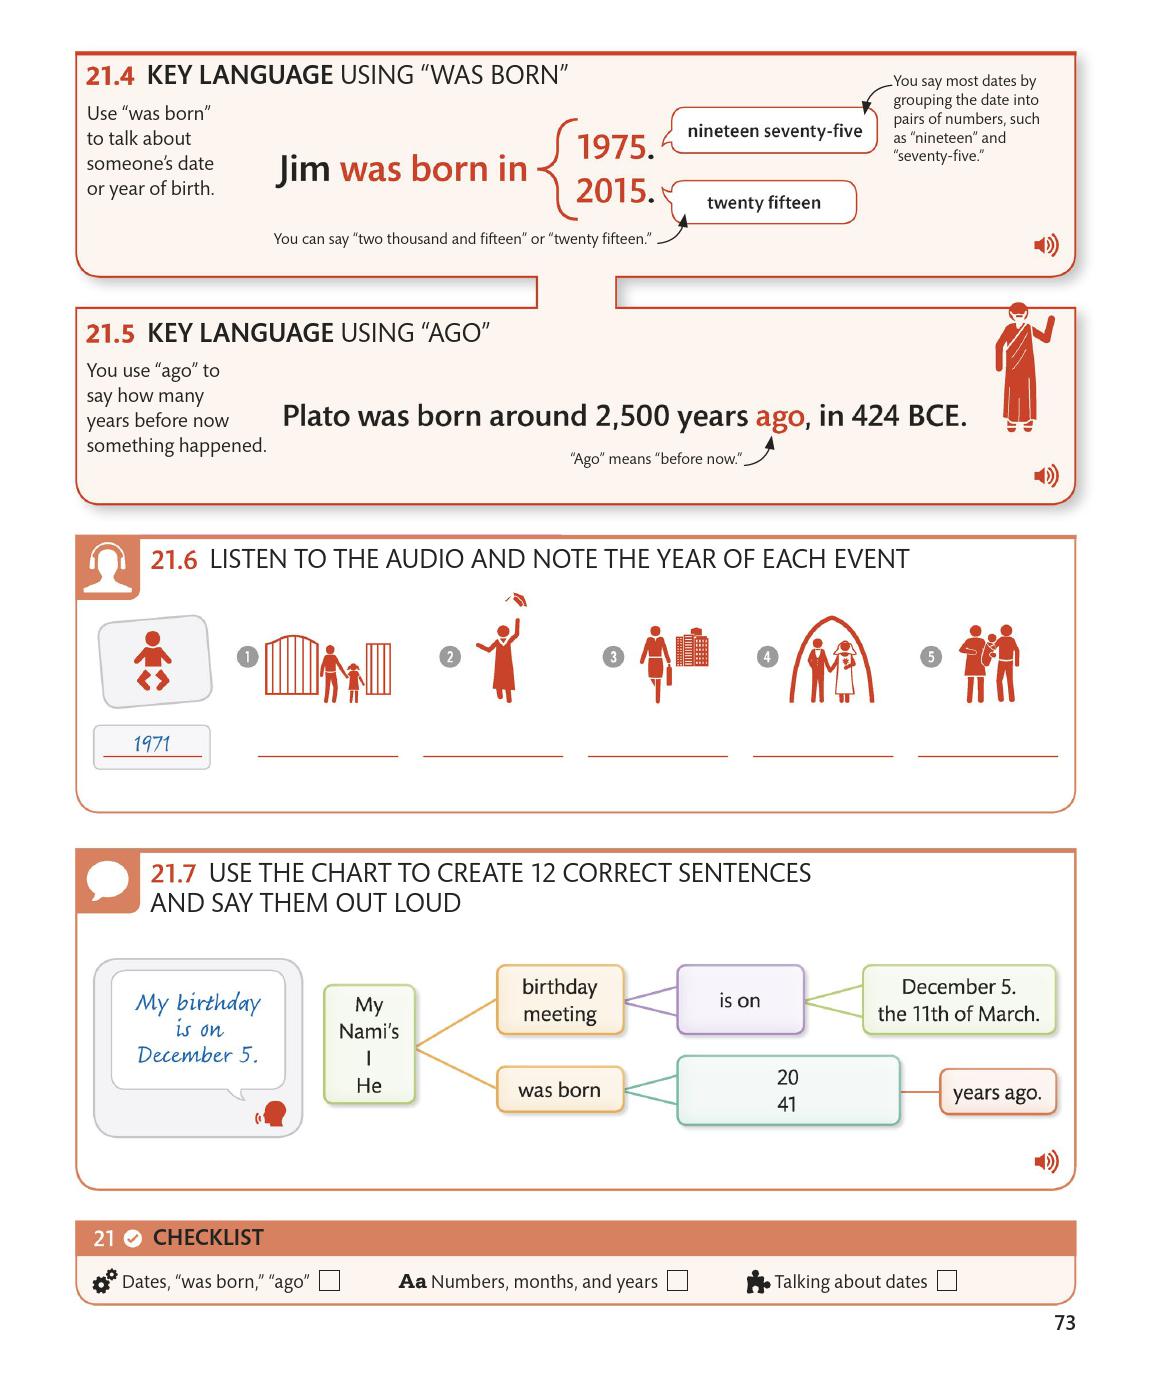 21.4 KEY LANGUAGE USING “WAS BORN”
Use “was born”
to talk about
someone’s date
or year of birth.
Jim was born in
1975.
2015.
nineteen seventy-five
twenty fifteen
You say most dates by
grouping the date into
pairs of numbers, such
as “nineteen” and
“seventy-five.”
You can say “two thousand and fifteen” or “twenty fifteen.”
21.5 KEY LANGUAGE USING “AGO”
You use “ago” to
say how many
years before now
something happened.
Plato was born around 2,500 years ago, in 424 BCE.
“Ago” means “before now.”
21.6 LISTEN TO THE AUDIO AND NOTE THE YEAR OF EACH EVENT
1
2
3
4
5
1971
21.7 USE THE CHART TO CREATE 12 CORRECT SENTENCES
AND SAY THEM OUT LOUD
My birthday
is on
December 5.
My
Nami’s
I
He
birthday
meeting
is on
December 5.
the 11th of March.
was born
20
41
years ago.
21 CHECKLIST
Dates, “was born,” “ago”
Aa Numbers, months, and years
Talking about dates
73